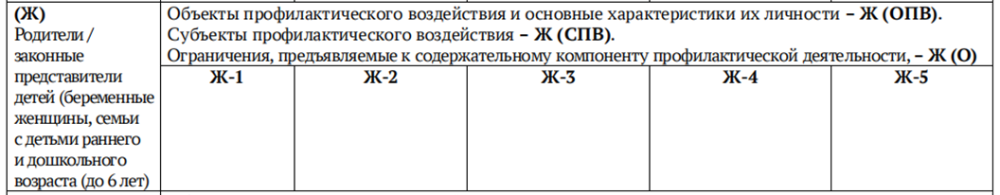 (Ж)
Родители /
законные
представители
детей (беременные
женщины, семьи
с детьми раннего
и дошкольного
возраста (до 6 лет)
Объекты профилактического воздействия и основные характеристики их личности – Ж (ОПВ).
Субъекты профилактического воздействия – Ж (СПВ).
Ограничения, предъявляемые к содержательному компоненту профилактической деятельности, – Ж (О)
Ж-1 Ж-2 Ж-3 Ж-4 Ж-5